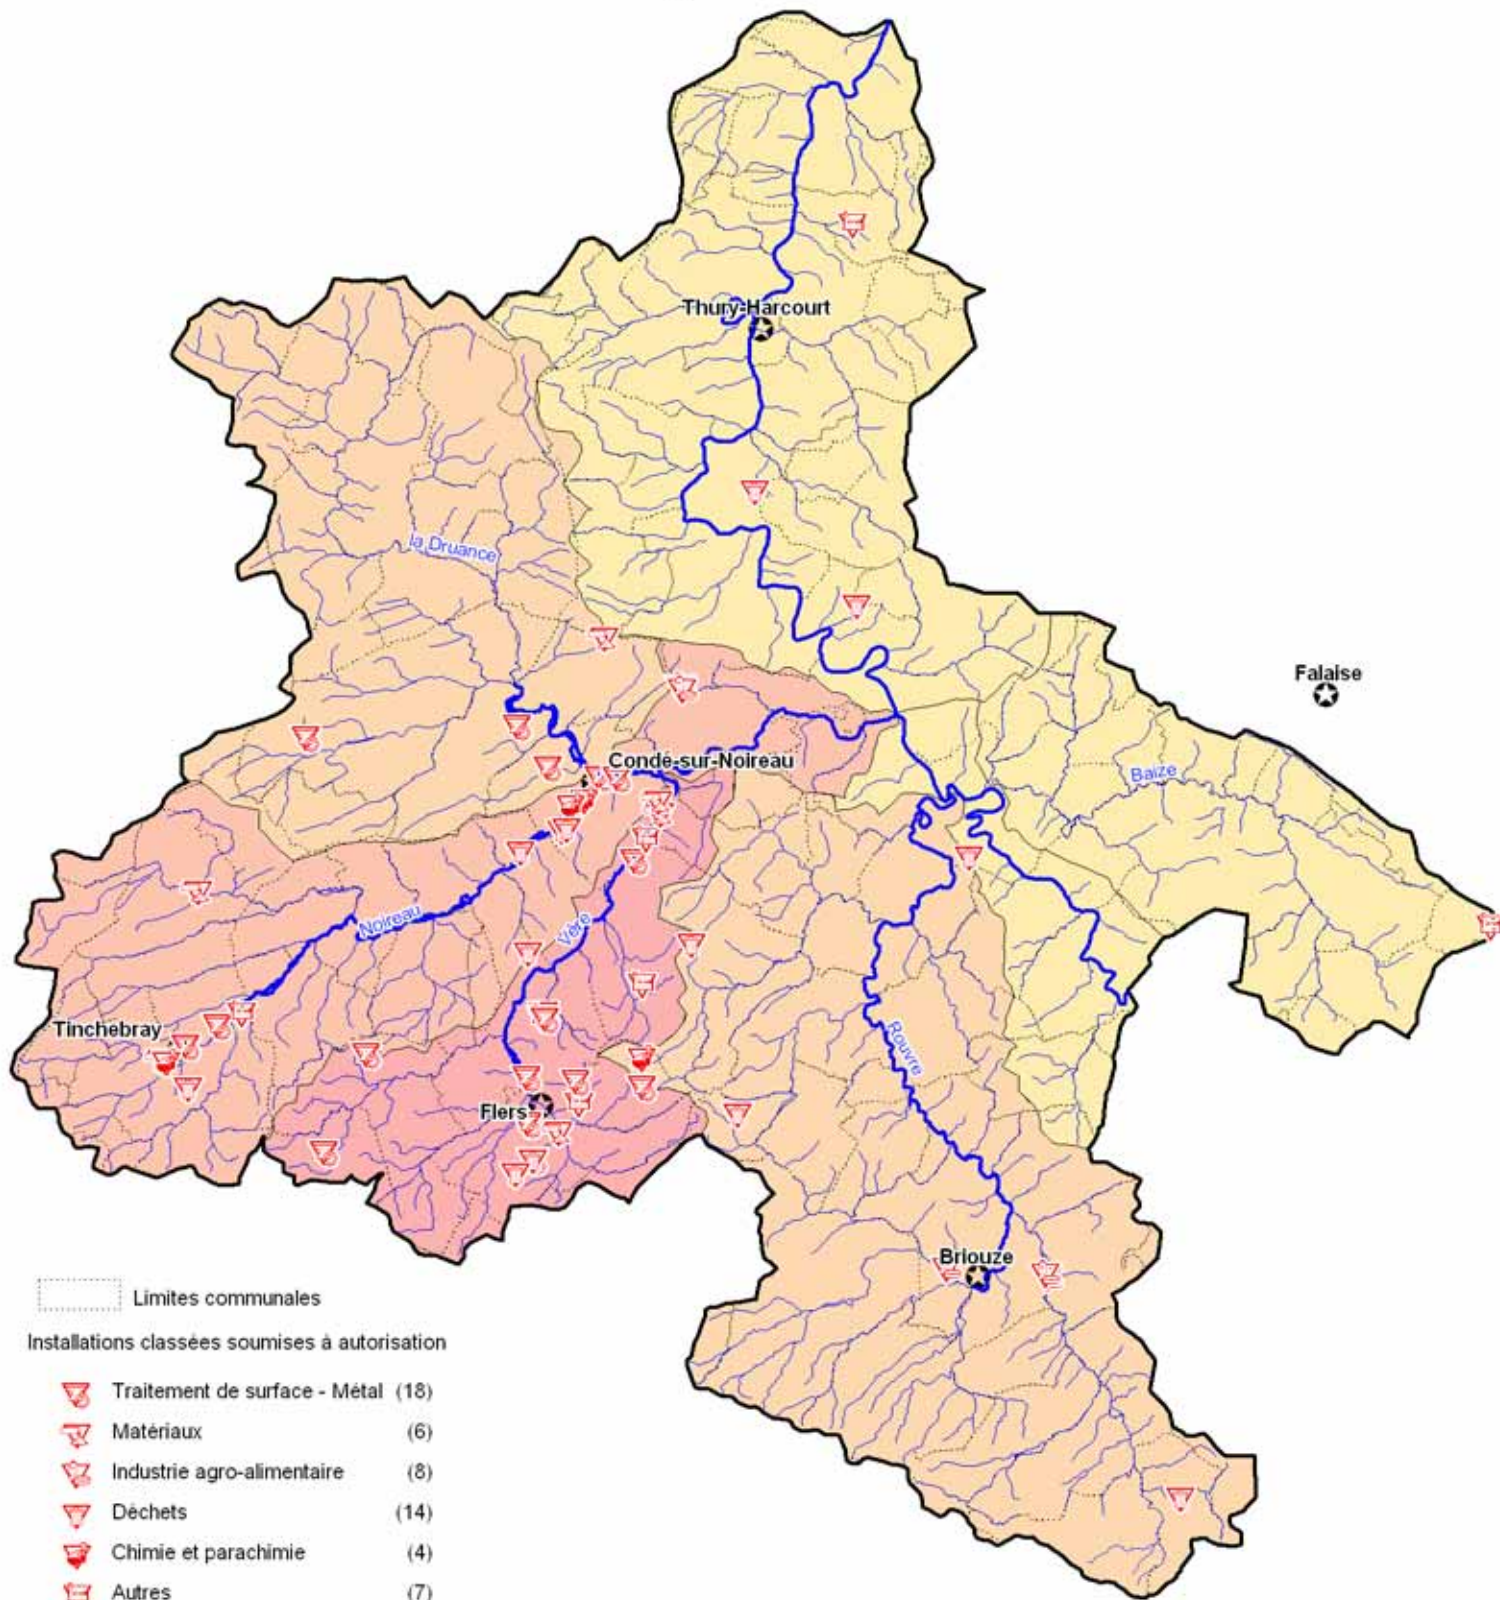 Thury-Harcourt
la Druance
Falaise
Condé-sur-Noireau
Baize
Noireau
Vère
Tinchebray
Rouvre
Flers
Briouze
Limites communales
Installations classées soumises à autorisation
Traitement de surface - Métal (18)
Matériaux (6)
Industrie agro-alimentaire (8)
Déchets (14)
Chimie et parachimie (4)
Autres (7)